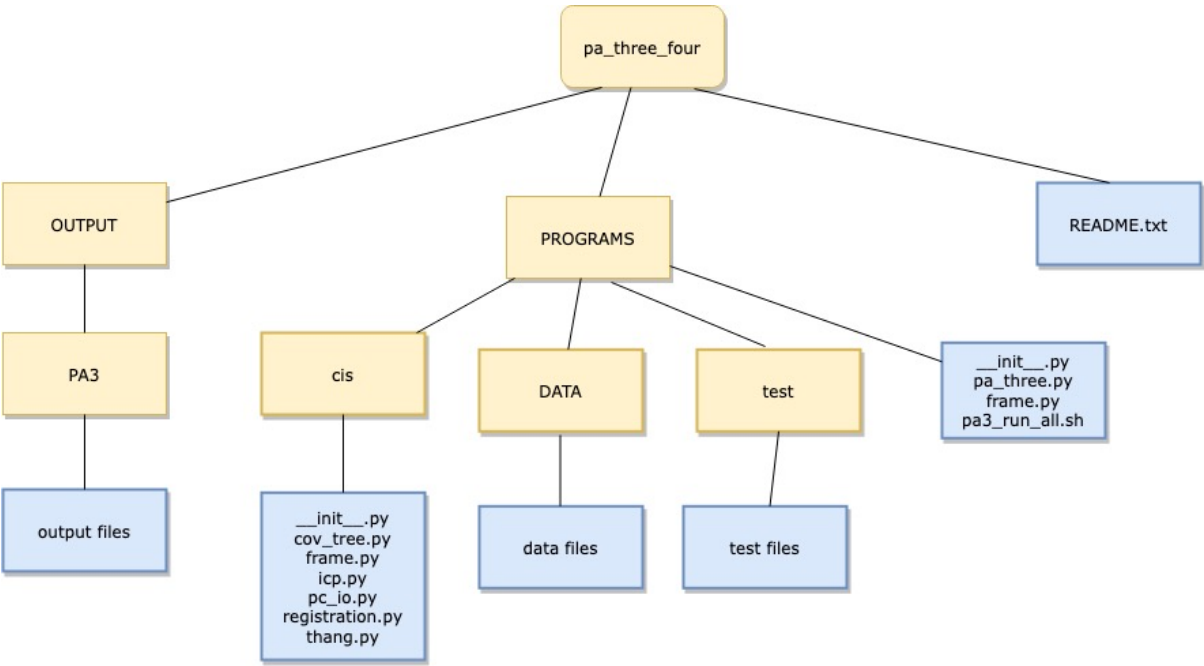 pa_three_four
OUTPUT
PROGRAMS
README.txt
PA3
cis
DATA
test
__init__.py
pa_three.py
frame.py
pa3_run_all.sh
output files
__init__.py
cov_tree.py
frame.py
icp.py
pc_io.py
registration.py
thang.py
data files
test files